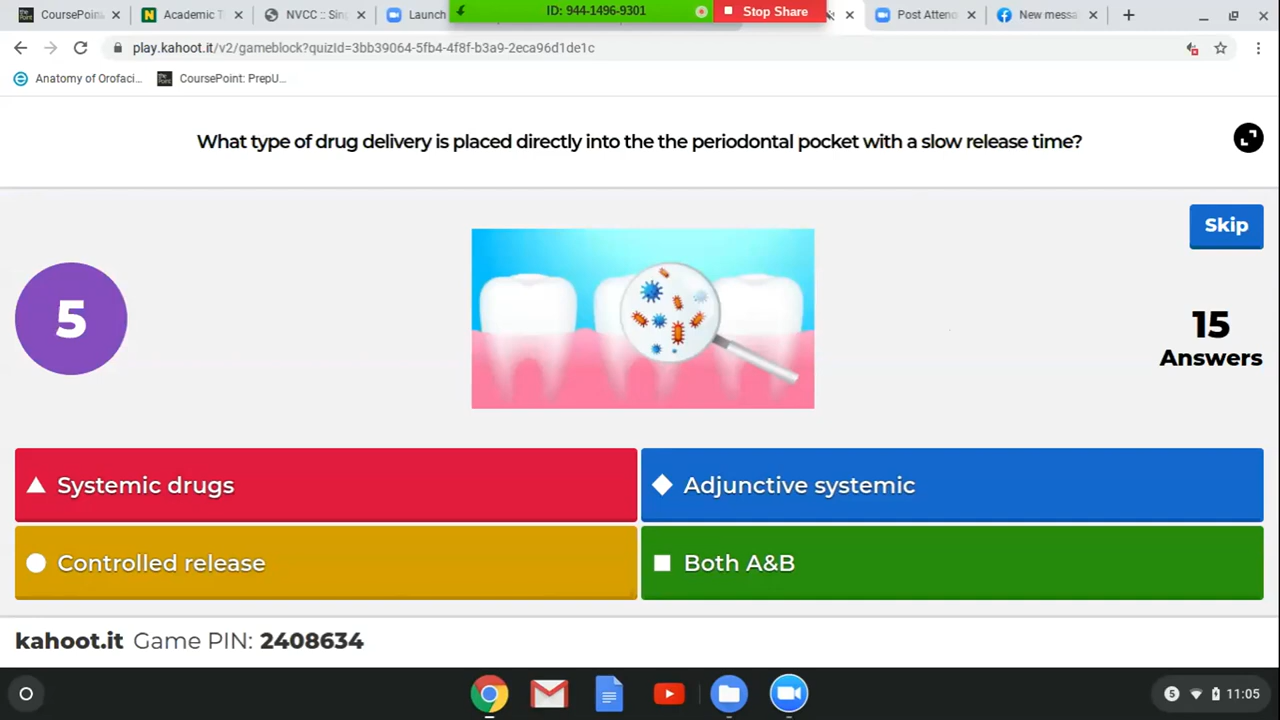 CoursePoin
Academic T
NVCC :: Sin
Launch
ID: 944-1496-9301
Stop Share
Post Atteno
New messa
play.kahoot.it/v2/gameblock?quizId=3bb39064-5fb4-4f8f-b3a9-2eca96d1de1c
Anatomy of Orofaci...
CoursePoint: PrepU...
What type of drug delivery is placed directly into the the periodontal pocket with a slow release time?
Skip
5
15
Answers
Systemic drugs
Adjunctive systemic
Controlled release
Both A&B
kahoot.it Game PIN: 2408634
5
11:05